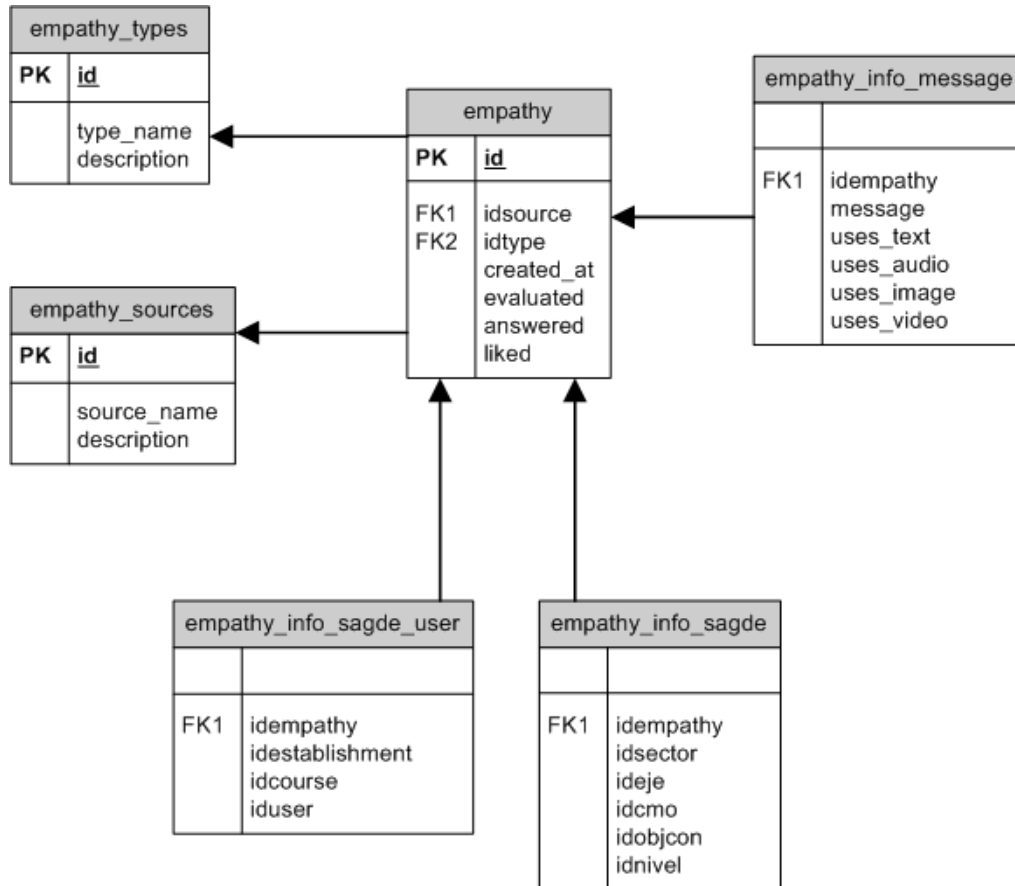 empathy_types
PK id
type_name
description
empathy_sources
PK id
source_name
description
empathy
PK id
FK1 idsource
FK2 idtype
created_at
evaluated
answered
liked
empathy_info_message
FK1 idempathy
message
uses_text
uses_audio
uses_image
uses_video
empathy_info_sagde_user
FK1 idempathy
idestablishment
idcourse
iduser
empathy_info_sagde
FK1 idempathy
idsector
ideje
idcmo
idobjcon
idnivel